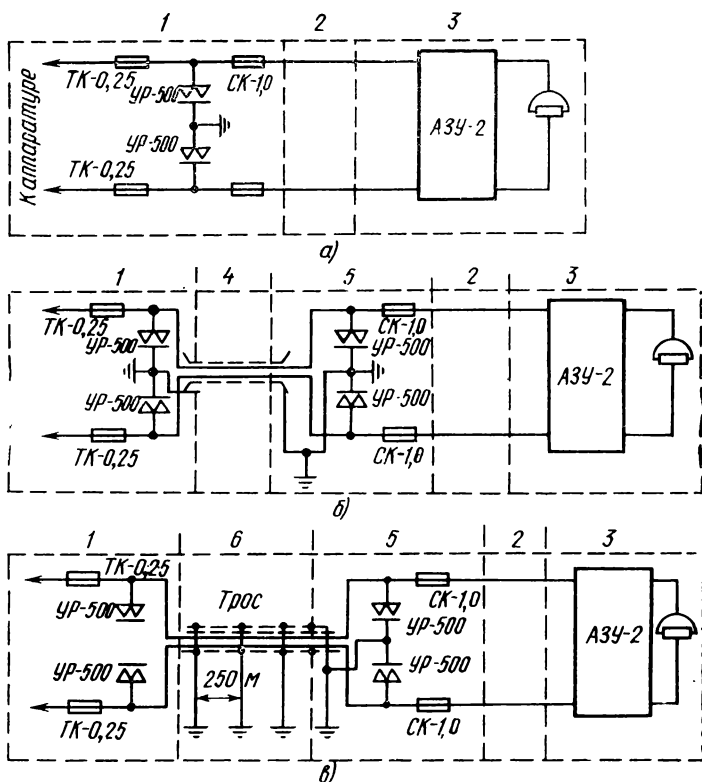 1 2 3
К аппаратуре
ТК-0,25
УР-500
СК-1,0
УР-500
ТК-0,25
АЗУ-2
а)
1 4 5 2 3
ТК-0,25
УР-500
УР-500
ТК-0,25
СК-1,0
УР-500
УР-500
СК-1,0
АЗУ-2
б)
1 6 5 2 3
ТК-0,25
УР-500
УР-500
ТК-0,25
Трос
250 м
СК-1,0
УР-500
УР-500
СК-1,0
АЗУ-2
в)